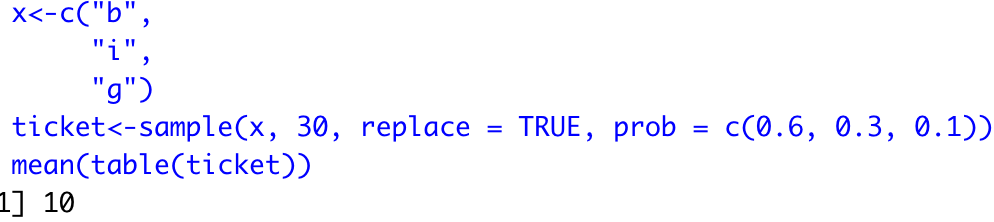 x<-c("b",
"i",
"g")
ticket<-sample(x, 30, replace = TRUE, prob = c(0.6, 0.3, 0.1))
mean(table(ticket))
1] 10